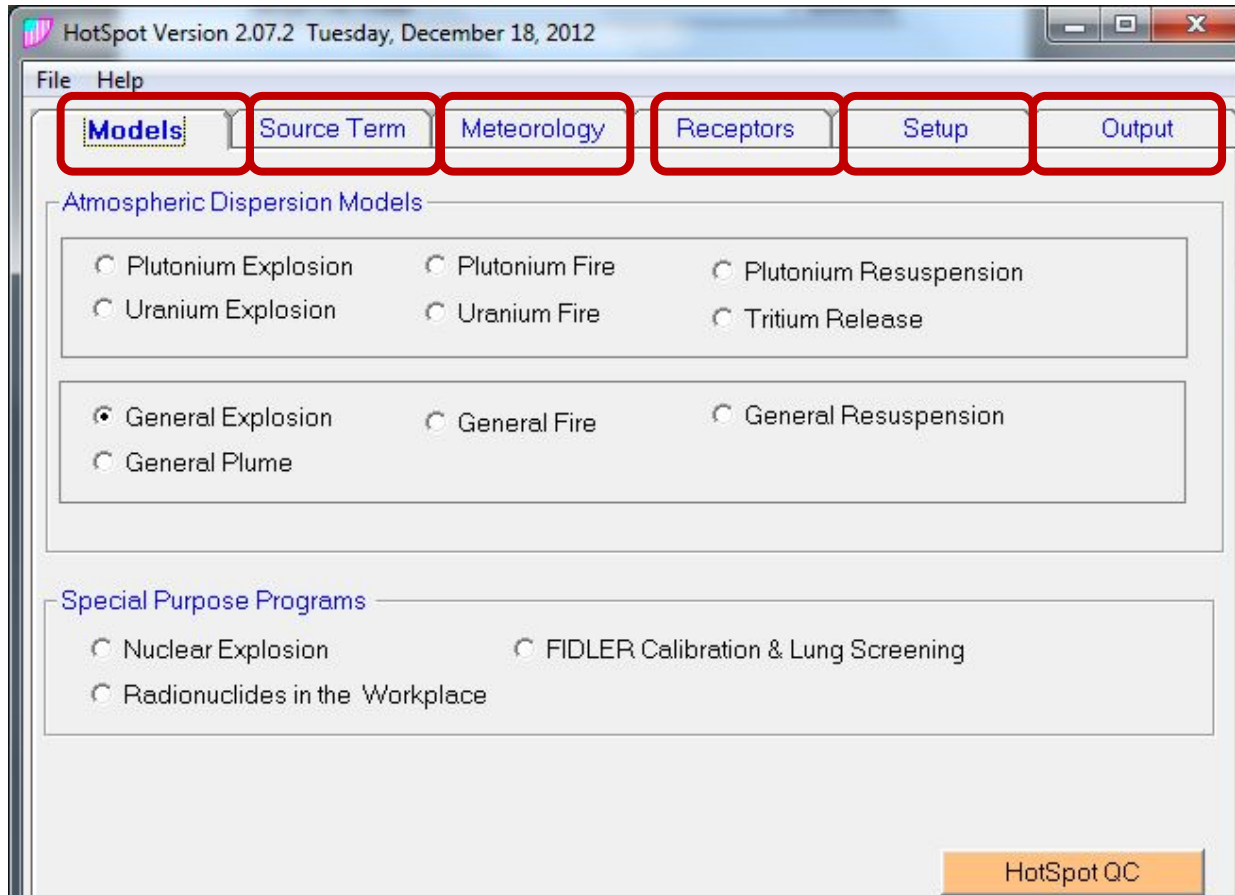 HotSpot Version 2.07.2 Tuesday, December 18, 2012
File Help
Models Source Term Meteorology Receptors Setup Output
Atmospheric Dispersion Models
Plutonium Explosion Plutonium Fire Plutonium Resuspension
Uranium Explosion Uranium Fire Tritium Release
General Explosion General Fire General Resuspension
General Plume
Special Purpose Programs
Nuclear Explosion FIDLER Calibration & Lung Screening
Radionuclides in the Workplace
HotSpot QC